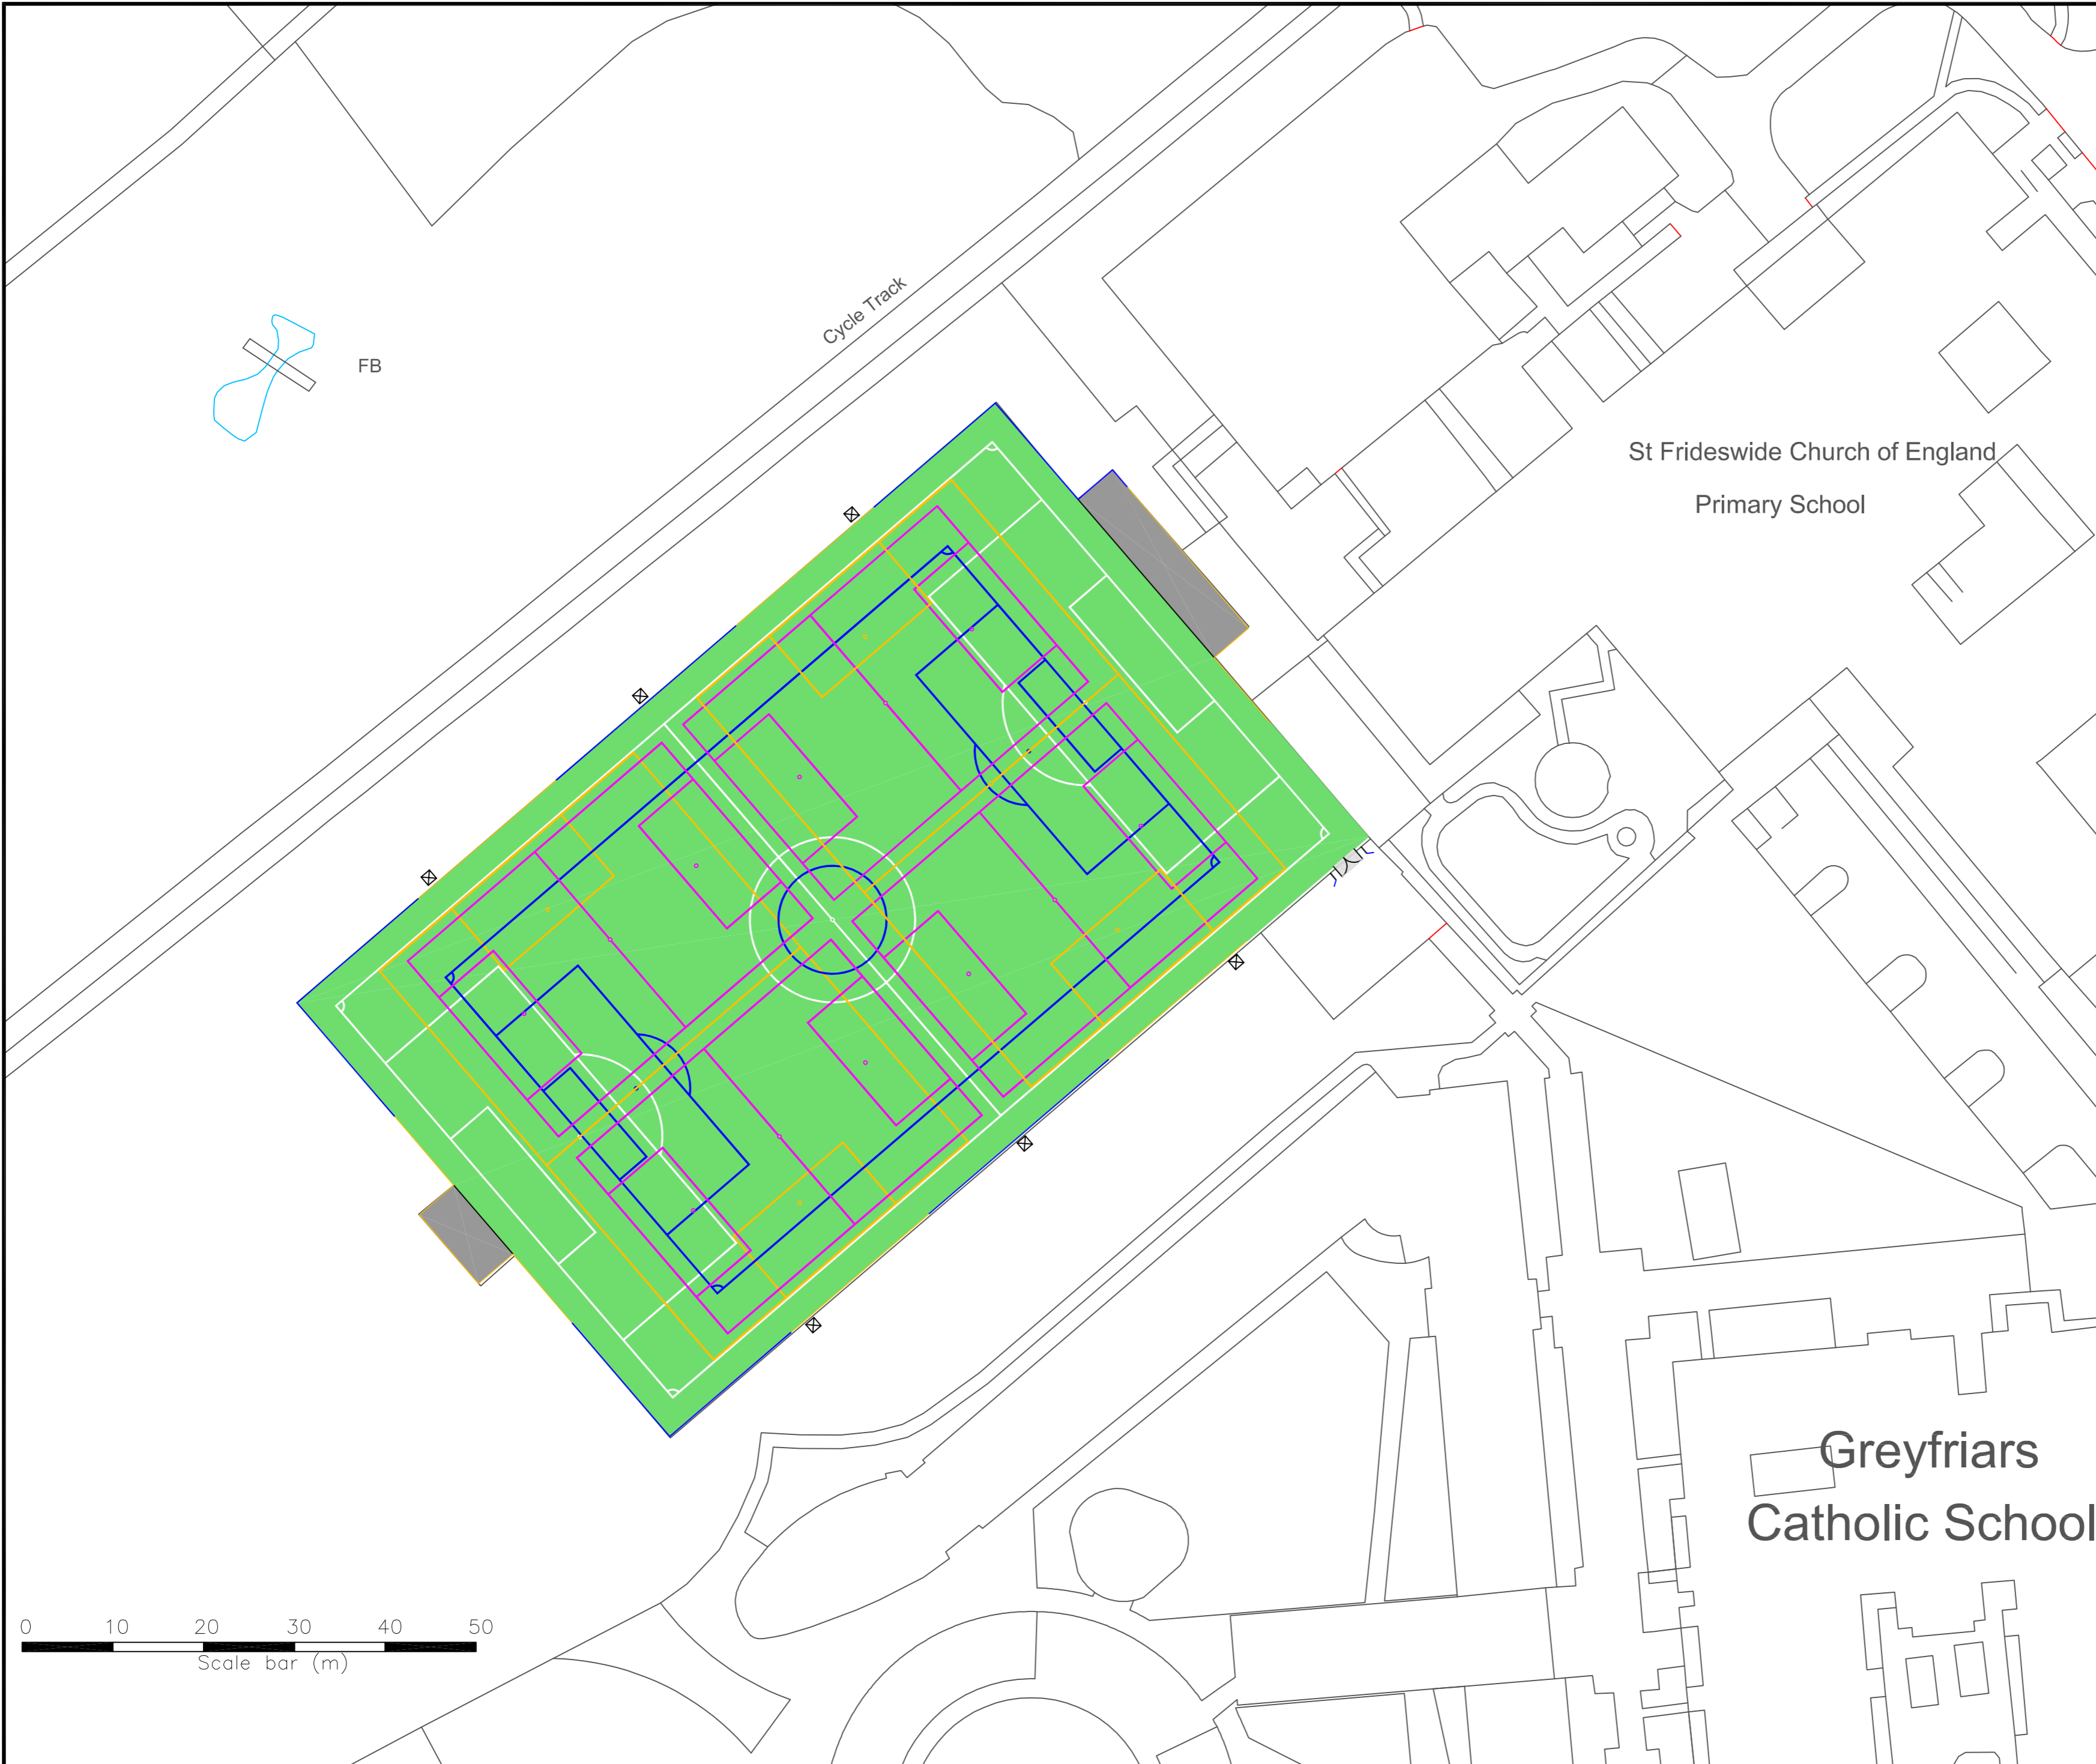 Cycle Track
FB
St Frideswide Church of England
Primary School
Greyfriars
Catholic School
0 10 20 30 40 50
Scale bar (m)